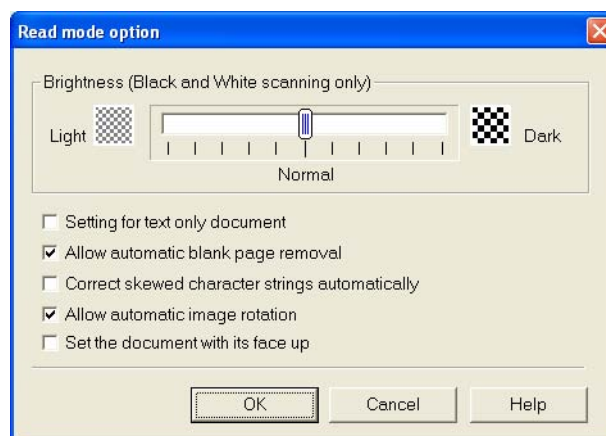 Read mode option
Brightness (Black and White scanning only)
Light
Dark
Normal
Setting for text only document
Allow automatic blank page removal
Correct skewed character strings automatically
Allow automatic image rotation
Set the document with its face up
OK Cancel Help